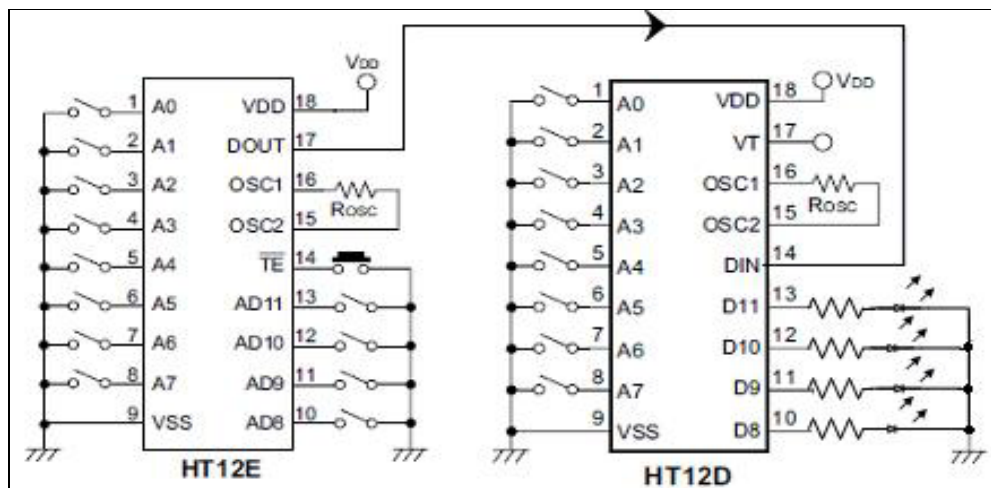 VDD
1 A0 VDD 18
2 A1 DOUT 17
3 A2 OSC1 16
ROSC
4 A3 OSC2 15
5 A4 TE 14
6 A5 AD11 13
7 A6 AD10 12
8 A7 AD9 11
9 VSS AD8 10
HT12E
1 A0 VDD 18 VDD
2 A1 VT 17
3 A2 OSC1 16
ROSC
4 A3 OSC2 15
5 A4 DIN 14
6 A5 D11 13
7 A6 D10 12
8 A7 D9 11
9 VSS D8 10
HT12D